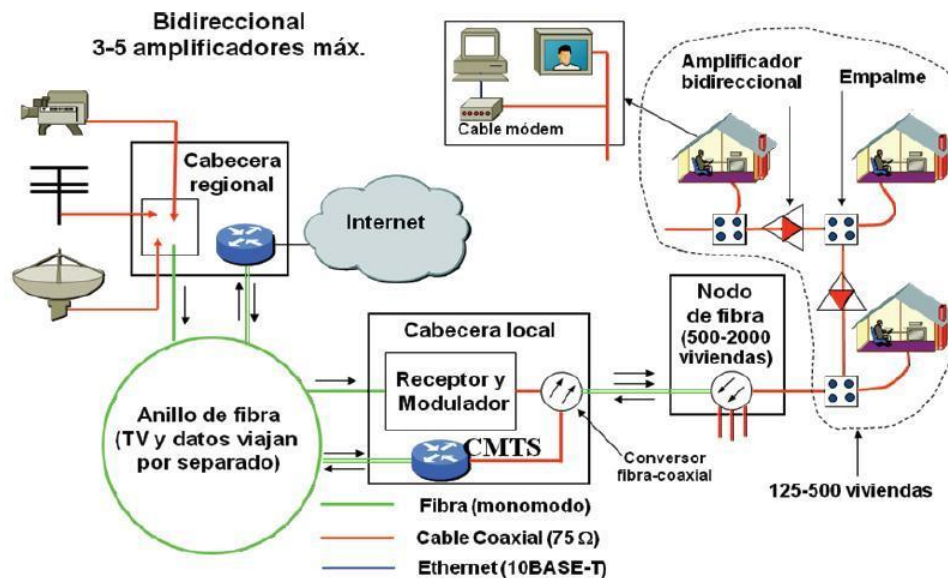 Bidireccional
3-5 amplificadores máx.
Amplificador
bidireccional
Empalme
Cable módem
Cabecera
regional
Internet
Nodo
de fibra
(500-2000
viviendas)
Cabecera local
Receptor y
Modulador
Anillo de fibra
(TV y datos viajan
por separado)
CMTS
Conversor
fibra-coaxial
125-500 viviendas
Fibra (monomodo)
Cable Coaxial (75 Ω)
Ethernet (10BASE-T)